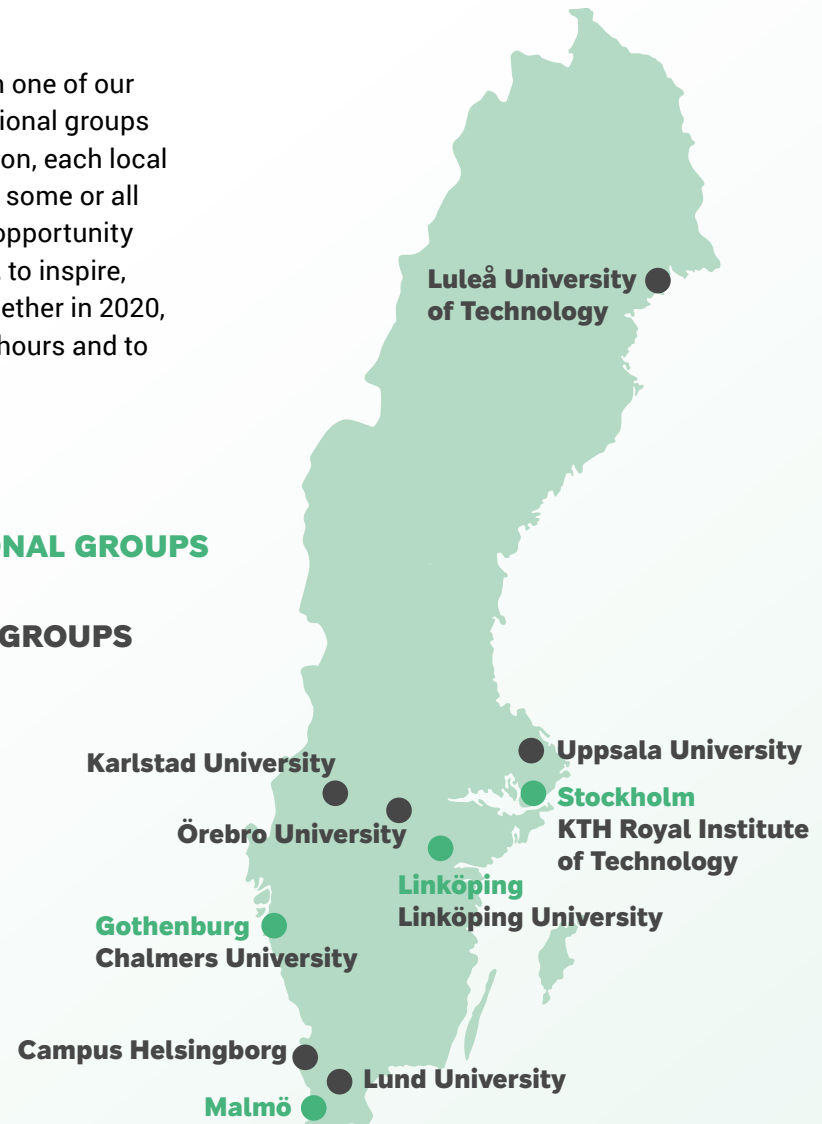 n one of our
ional groups
on, each local
some or all
opportunity
to inspire,
ether in 2020,
hours and to
NAL GROUPS
GROUPS
Luleå University
of Technology
Karlstad University
Uppsala University
Stockholm
KTH Royal Institute
of Technology
Örebro University
Linköping
Linköping University
Gothenburg
Chalmers University
Campus Helsingborg
Lund University
Malmö